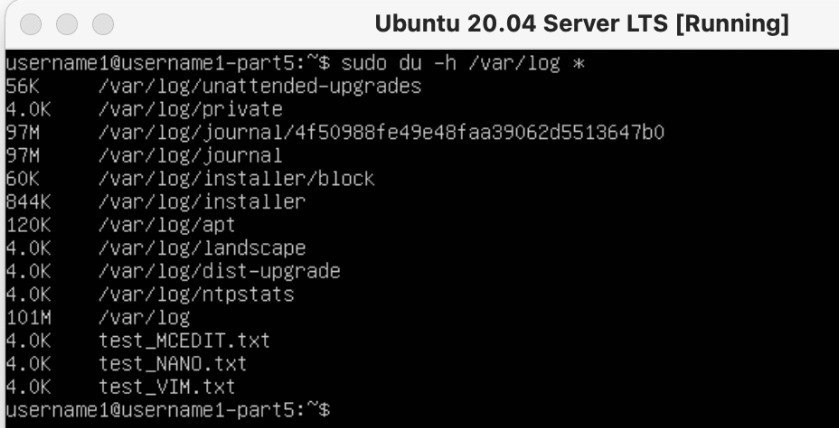 Ubuntu 20.04 Server LTS [Running]
username1@username1-part5:~$ sudo du -h /var/log *
56K /var/log/unattended-upgrades
4.0K /var/log/private
97M /var/log/journal/4f50988fe49e48faa39062d5513647b0
97M /var/log/journal
60K /var/log/installer/block
844K /var/log/installer
120K /var/log/apt
4.0K /var/log/landscape
4.0K /var/log/dist-upgrade
4.0K /var/log/ntpstats
101M /var/log
4.0K test_MCEDIT.txt
4.0K test_NANO.txt
4.0K test_VIM.txt
username1@username1-part5:~$